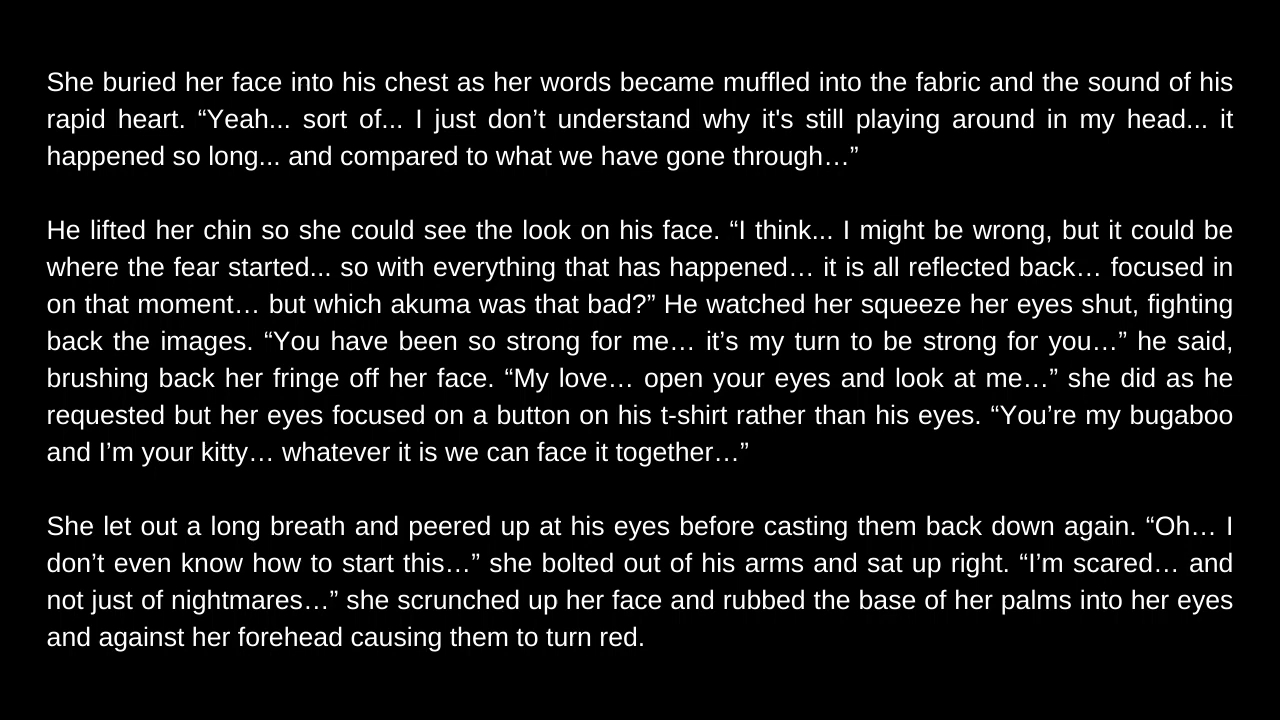 She buried her face into his chest as her words became muffled into the fabric and the sound of his
rapid heart. “Yeah... sort of... I just don’t understand why it's still playing around in my head... it
happened so long... and compared to what we have gone through…”
He lifted her chin so she could see the look on his face. “I think... I might be wrong, but it could be
where the fear started... so with everything that has happened… it is all reflected back… focused in
on that moment… but which akuma was that bad?” He watched her squeeze her eyes shut, fighting
back the images. “You have been so strong for me… it’s my turn to be strong for you…” he said,
brushing back her fringe off her face. “My love… open your eyes and look at me…” she did as he
requested but her eyes focused on a button on his t-shirt rather than his eyes. “You’re my bugaboo
and I’m your kitty… whatever it is we can face it together…”
She let out a long breath and peered up at his eyes before casting them back down again. “Oh… I
don’t even know how to start this…” she bolted out of his arms and sat up right. “I’m scared… and
not just of nightmares…” she scrunched up her face and rubbed the base of her palms into her eyes
and against her forehead causing them to turn red.